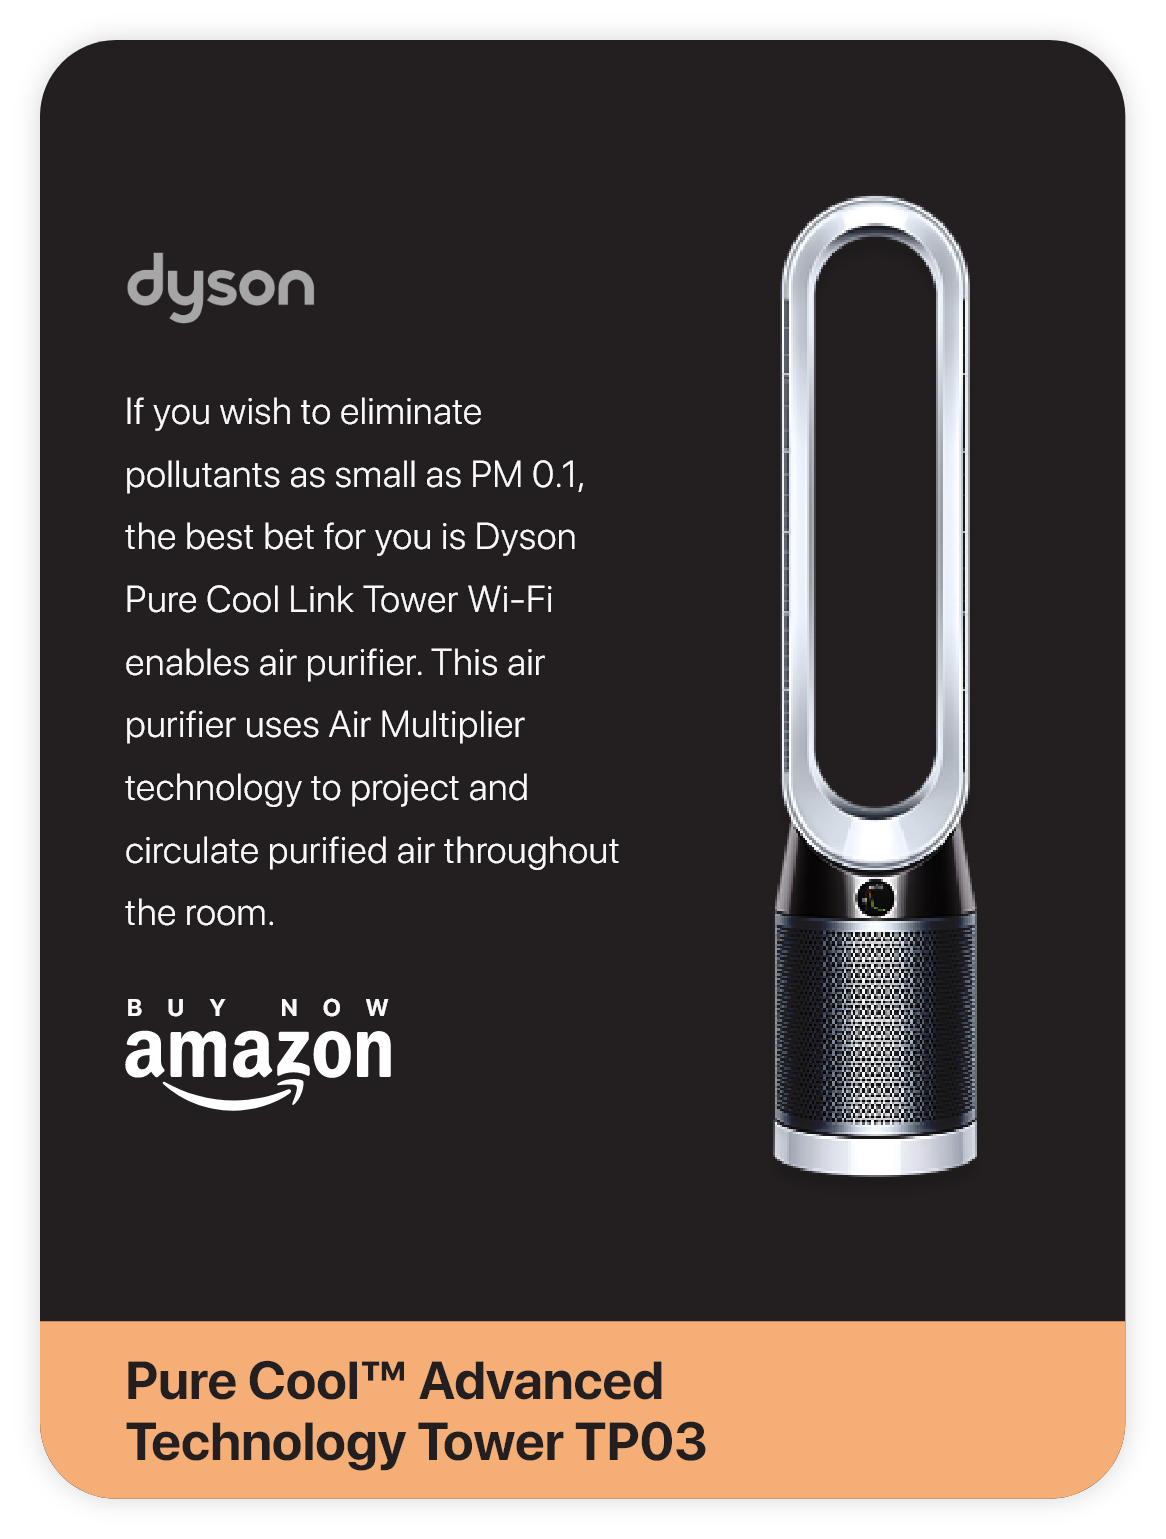 dyson
If you wish to eliminate
pollutants as small as PM 0.1,
the best bet for you is Dyson
Pure Cool Link Tower Wi-Fi
enables air purifier. This air
purifier uses Air Multiplier
technology to project and
circulate purified air throughout
the room.
BUY NOW
amazon
Pure Cool™ Advanced
Technology Tower TP03